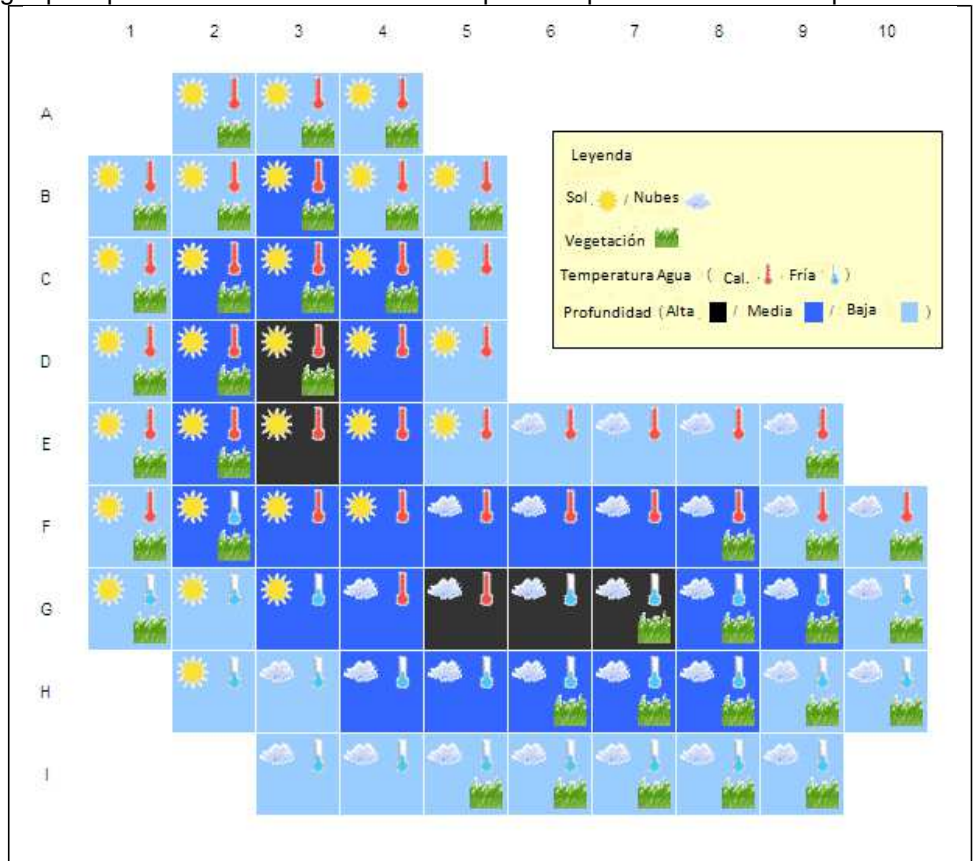 1 2 3 4 5 6 7 8 9 10
A
B
C
D
E
F
G
H
I
Leyenda
Sol / Nubes
Vegetación
Temperatura Agua ( Cal. Fría )
Profundidad (Alta / Media / Baja )